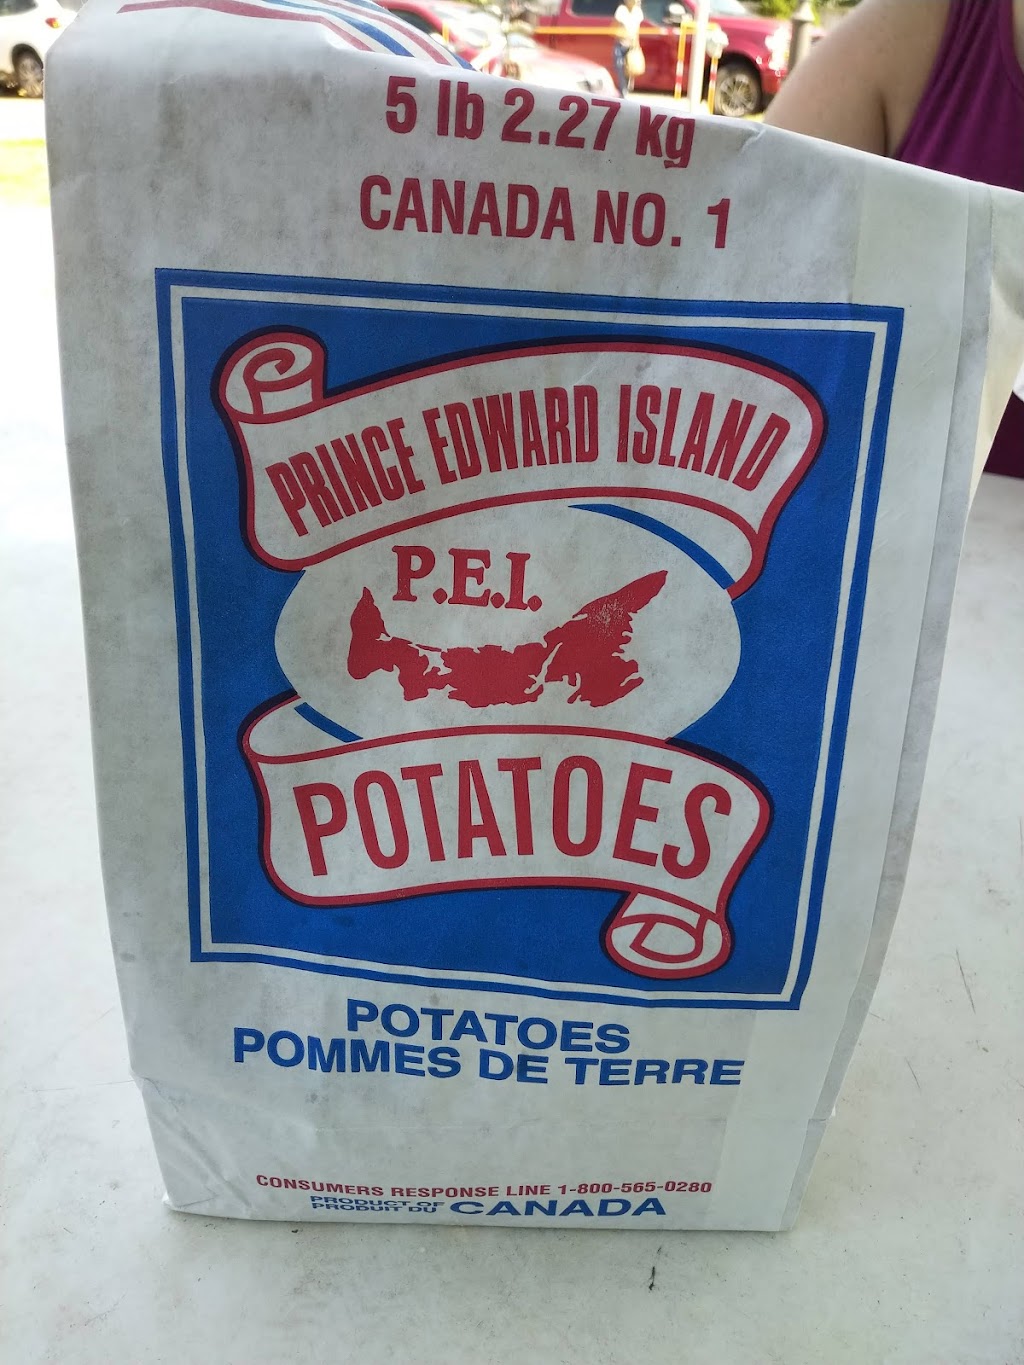 5 lb 2.27 kg
CANADA NO. 1
PRINCE EDWARD ISLAND
P.E.I.
POTATOES
POTATOES
POMMES DE TERRE
CONSUMERS RESPONSE LINE 1-800-565-0280
PRODUCT OF
PRODUIT DU CANADA